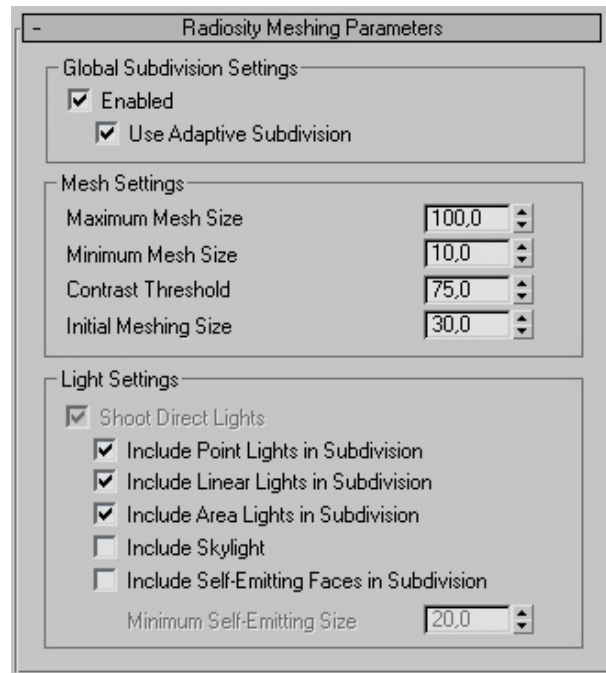 - Radiosity Meshing Parameters
Global Subdivision Settings
Enabled
Use Adaptive Subdivision
Mesh Settings
Maximum Mesh Size 100,0
Minimum Mesh Size 10,0
Contrast Threshold 75,0
Initial Meshing Size 30,0
Light Settings
Shoot Direct Lights
Include Point Lights in Subdivision
Include Linear Lights in Subdivision
Include Area Lights in Subdivision
Include Skylight
Include Self-Emitting Faces in Subdivision
Minimum Self-Emitting Size 20,0